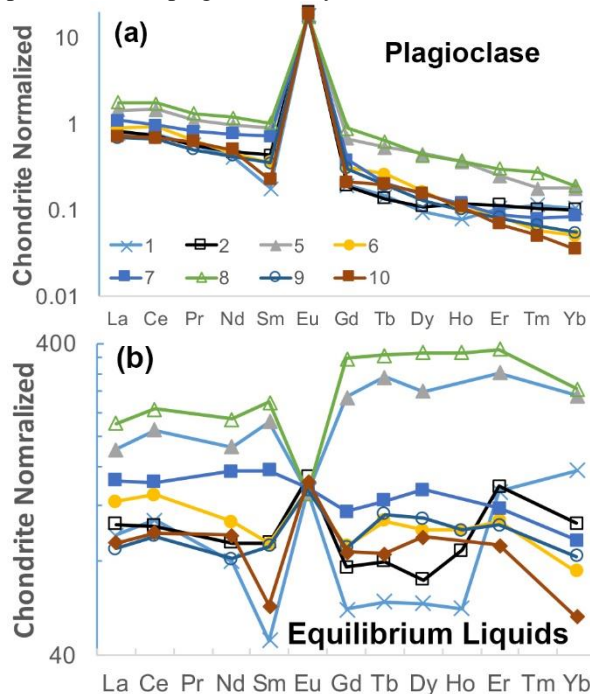 10
(a)
Plagioclase
Chondrite Normalized
1
0.1
1 2 5 6
7 8 9 10
0.01
La Ce Pr Nd Sm Eu Gd Tb Dy Ho Er Tm Yb
400
(b)
Chondrite Nomralized
Equilibrium Liquids
40
La Ce Pr Nd Sm Eu Gd Tb Dy Ho Er Tm Yb